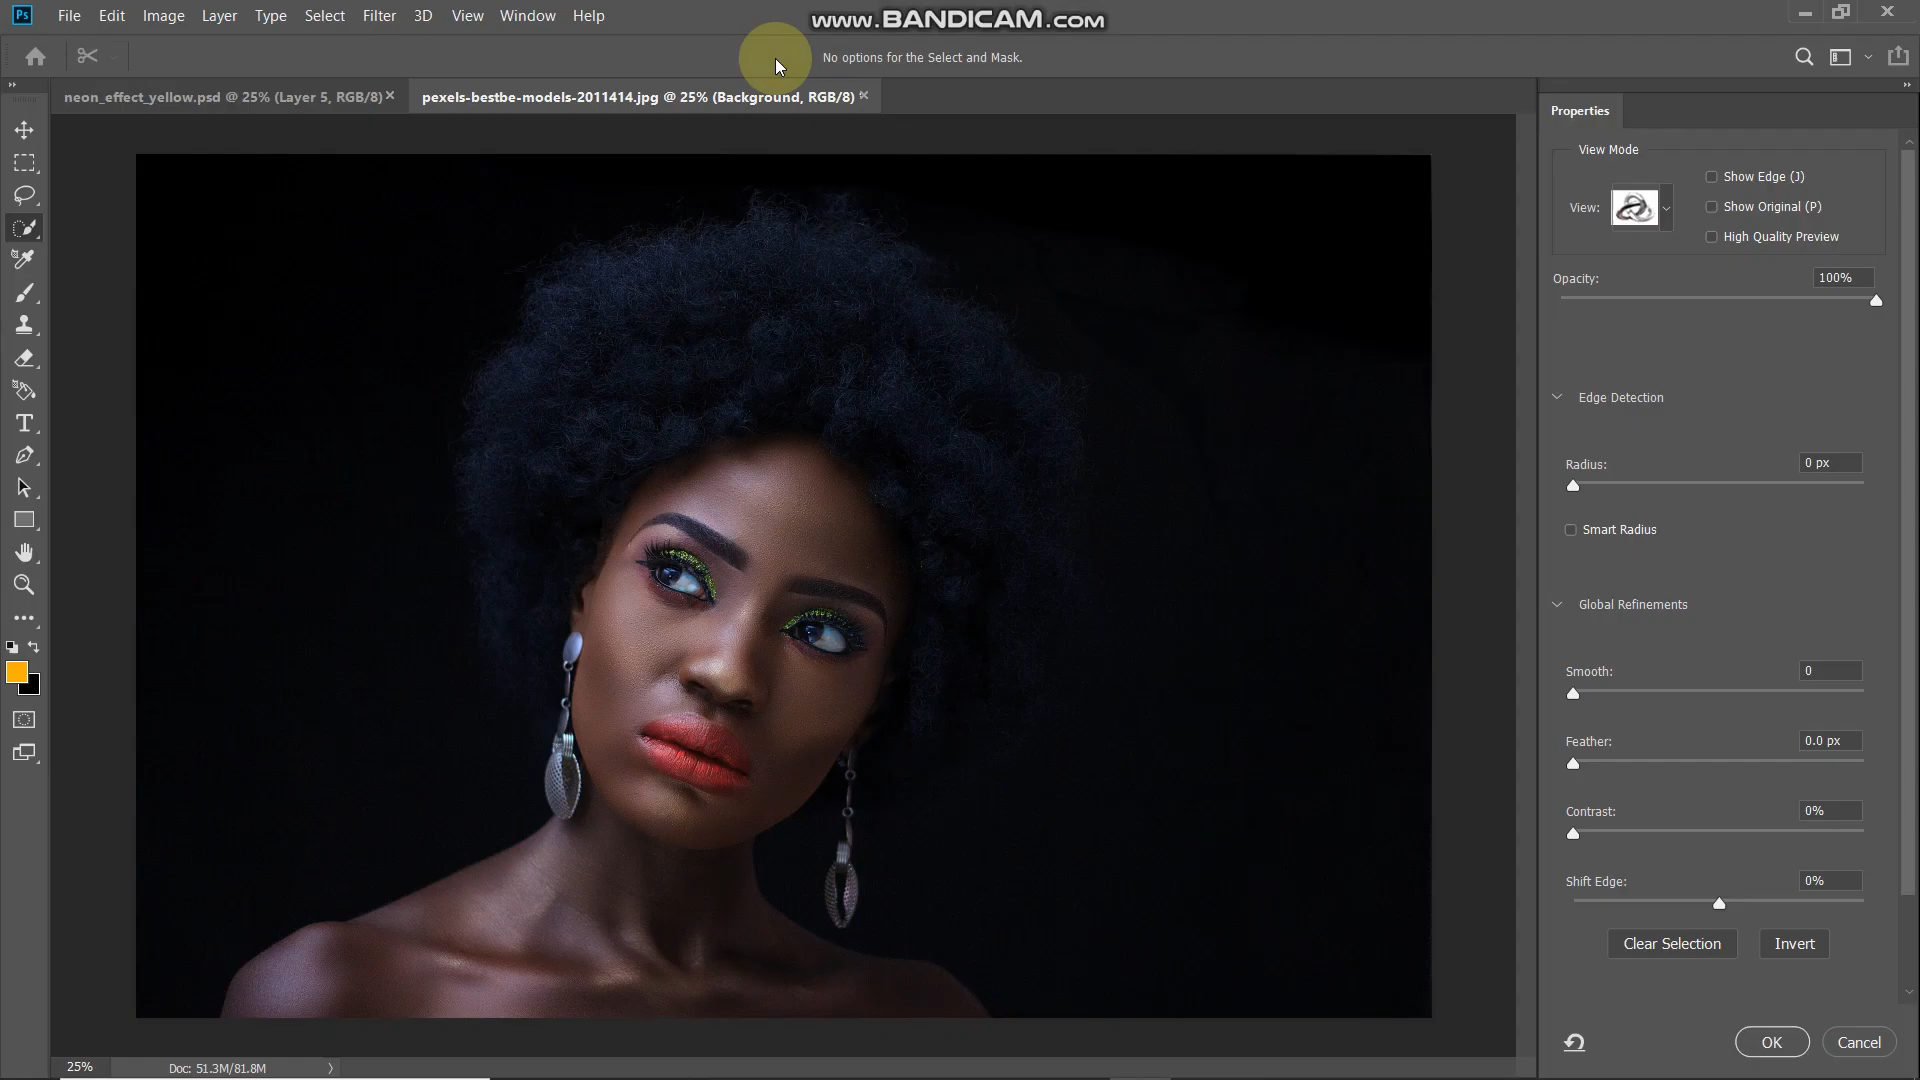 Ps File Edit Image Layer Type Select Filter 3D View Window Help
www.BANDICAM.com
No options for the Select and Mask.
neon_effect_yellow.psd @ 25% (Layer 5, RGB/8)
pexels-bestbe-models-2011414.jpg @ 25% (Background, RGB/8)
Properties
View Mode
View:
Show Edge (J)
Show Original (P)
High Quality Preview
Opacity: 100%
Edge Detection
Radius: 0 px
Smart Radius
Global Refinements
Smooth: 0
Feather: 0.0 px
Contrast: 0%
Shift Edge: 0%
Clear Selection Invert
OK Cancel
25% Doc: 51.3M/81.8M